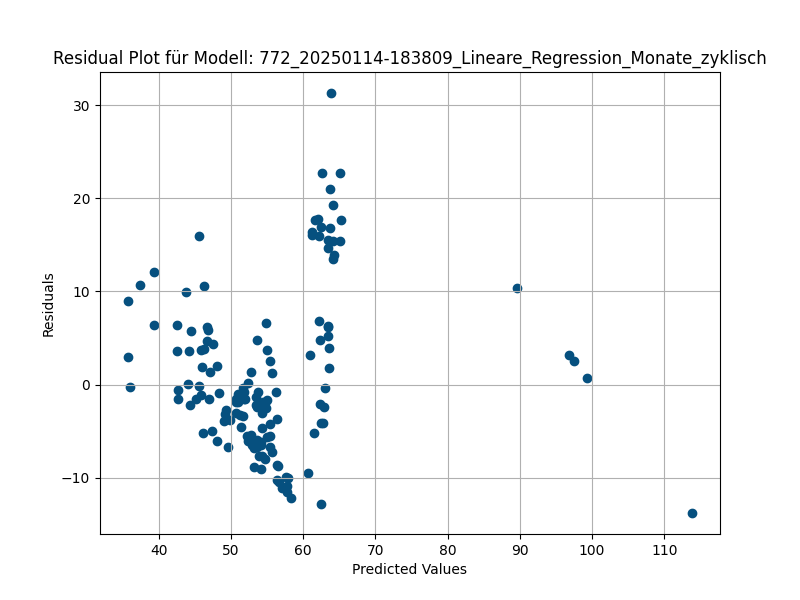 Residual Plot für Modell: 772_20250114-183809_Lineare_Regression_Monate_zyklisch
30
20
10
0
−10
Residuals
40 50 60 70 80 90 100 110
Predicted Values